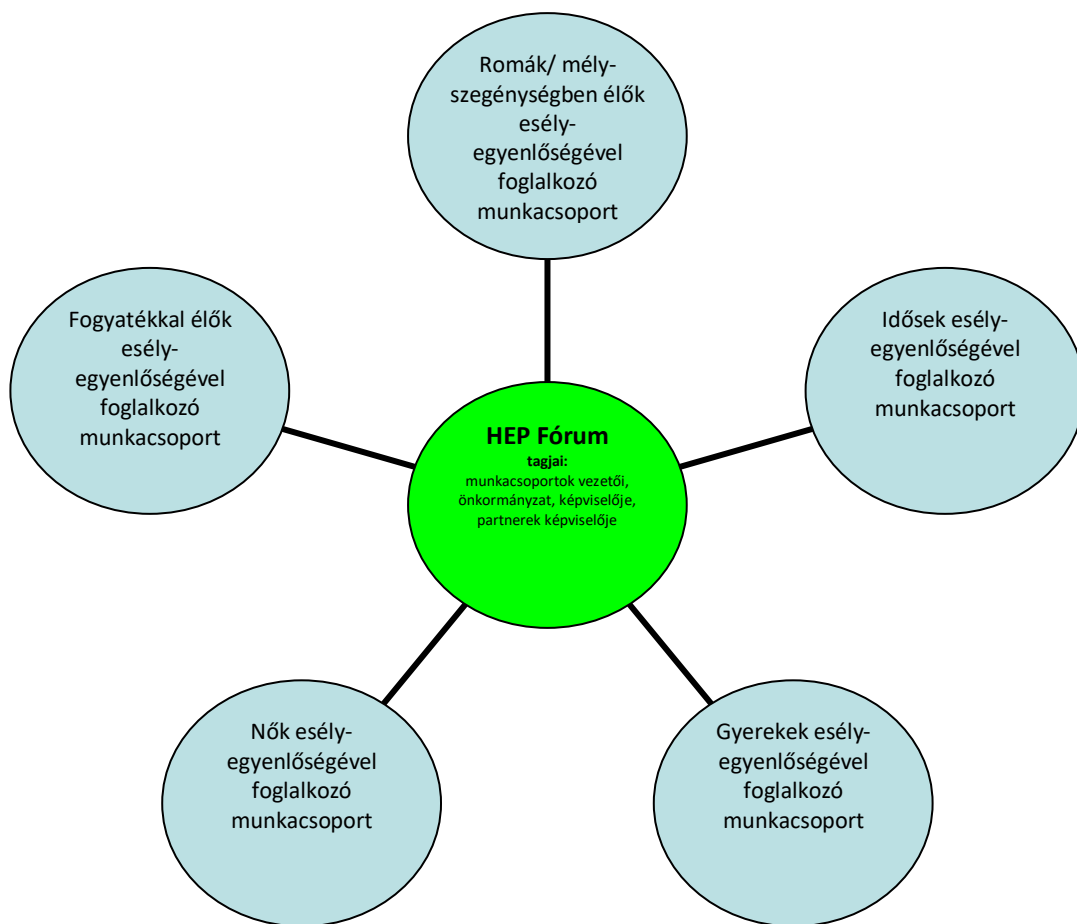 Romák/ mély-
szegénységben élők
esély-
egyenlőségével
foglalkozó
munkacsoport
Fogyatékkal élők
esély-
egyenlőségével
foglalkozó
munkacsoport
Idősek esély-
egyenlőségével
foglalkozó
munkacsoport
HEP Fórum
tagjai:
munkacsoportok vezetői,
önkormányzat, képviselője,
partnerek képviselője
Nők esély-
egyenlőségével
foglalkozó
munkacsoport
Gyerekek esély-
egyenlőségével
foglalkozó
munkacsoport